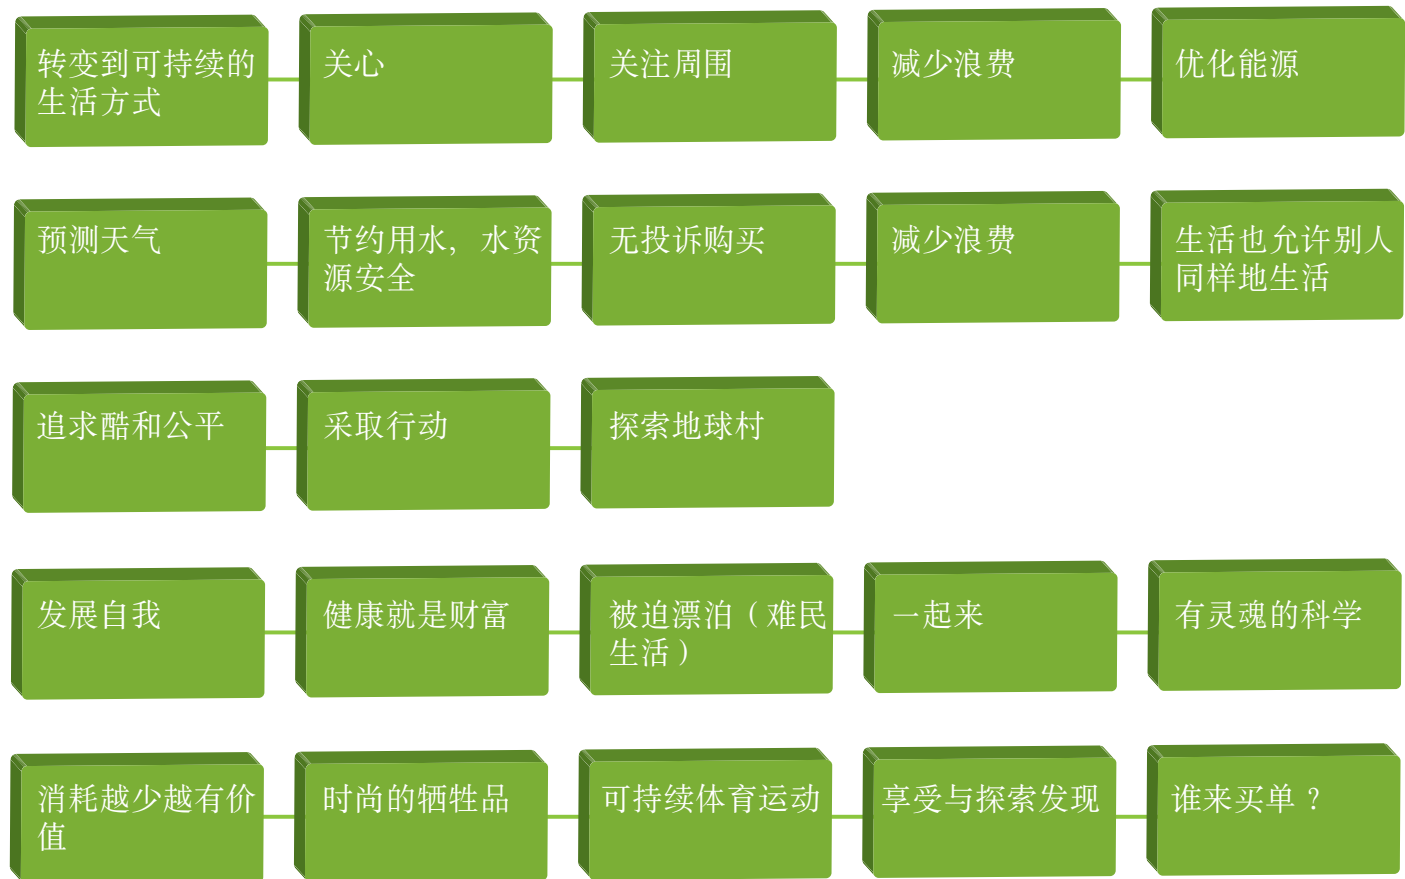 转变到可持续的
生活方式
关心
关注周围
减少浪费
优化能源
预测天气
节约用水，水资
源安全
无投诉购买
减少浪费
生活也允许别人
同样地生活
追求酷和公平
采取行动
探索地球村
发展自我
健康就是财富
被迫漂泊（难民
生活）
一起来
有灵魂的科学
消耗越少越有价
值
时尚的牺牲品
可持续体育运动
享受与探索发现
谁来买单？